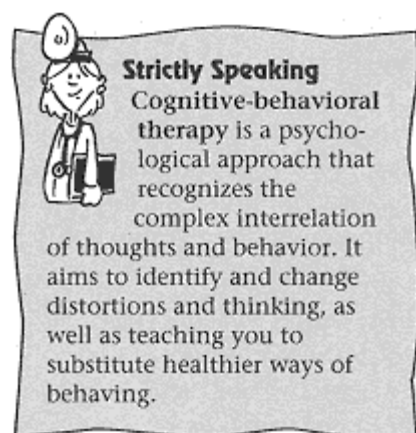 Strictly Speaking
Cognitive-behavioral
therapy is a psycho-
logical approach that
recognizes the
complex interrelation
of thoughts and behavior. It
aims to identify and change
distortions and thinking, as
well as teaching you to
substitute healthier ways of
behaving.